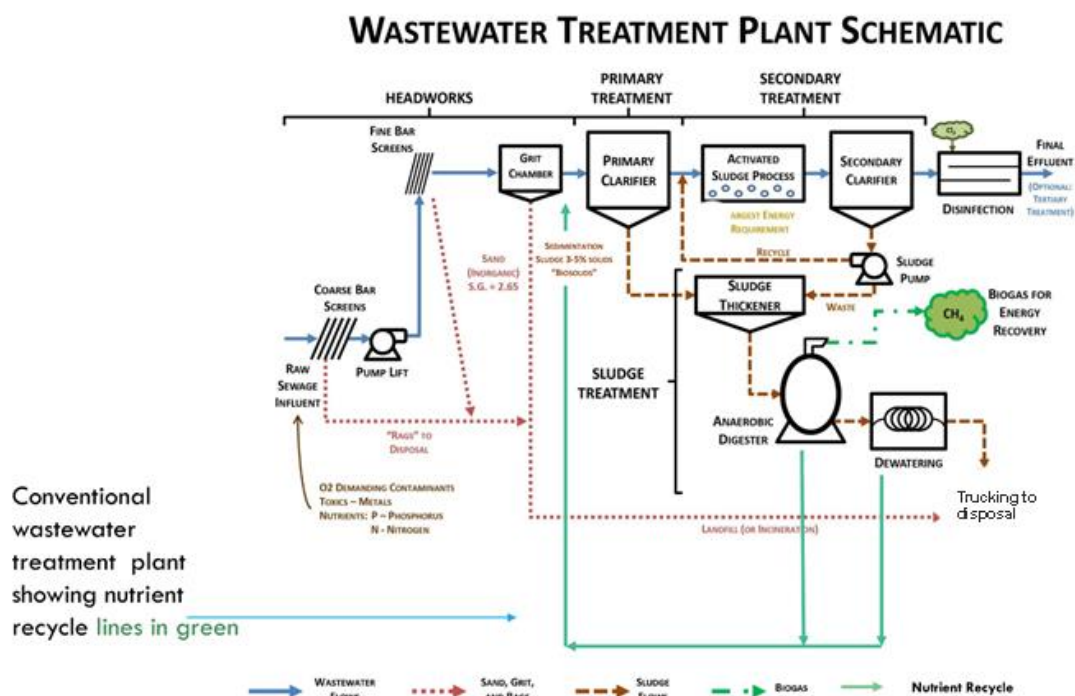 WASTEWATER TREATMENT PLANT SCHEMATIC
HEADWORKS
PRIMARY
TREATMENT
SECONDARY
TREATMENT
FINE BAR
SCREENS
GRIT
CHAMBER
PRIMARY
CLARIFIER
ACTIVATED
SLUDGE PROCESS
SECONDARY
CLARIFIER
DISINFECTION
FINAL
EFFLUENT
(OPTIONAL:
TERTIARY
TREATMENT)
ARGEST ENERGY
REQUIREMENT
SEDIMENTATION
SLUDGE 3-5% SOLIDS
"BIOSOLIDS"
SAND
(INORGANIC)
S.G. = 2.65
RECYCLE
SLUDGE
PUMP
SLUDGE
THICKENER
WASTE
CH4
BIOGAS FOR
ENERGY
RECOVERY
COARSE BAR
SCREENS
PUMP LIFT
RAW
SEWAGE
INFLUENT
SLUDGE
TREATMENT
ANAEROBIC
DIGESTER
DEWATERING
"RAGS" TO
DISPOSAL
O2 DEMANDING CONTAMINANTS
TOXICS – METALS
NUTRIENTS: P – PHOSPHORUS
N - NITROGEN
Trucking to
disposal
LANDFILL (OR INCINERATION)
Conventional
wastewater
treatment plant
showing nutrient
recycle lines in green
WASTEWATER
SAND, GRIT,
SLUDGE
BIOGAS
Nutrient Recycle